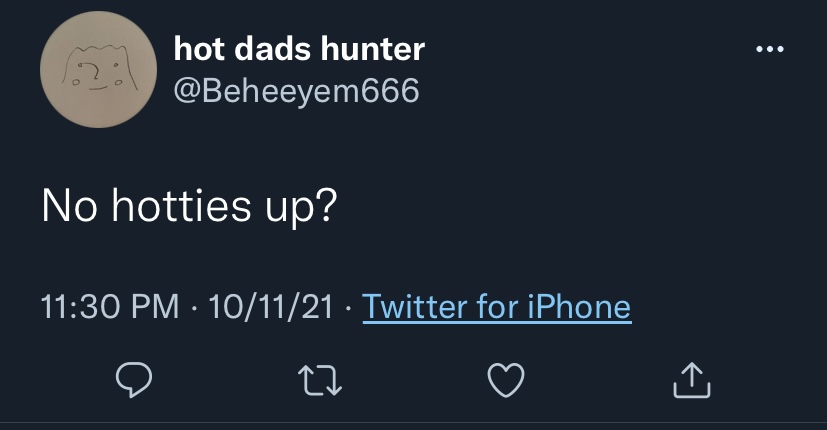 hot dads hunter
@Beheeyem666
No hotties up?
11:30 PM · 10/11/21 · Twitter for iPhone